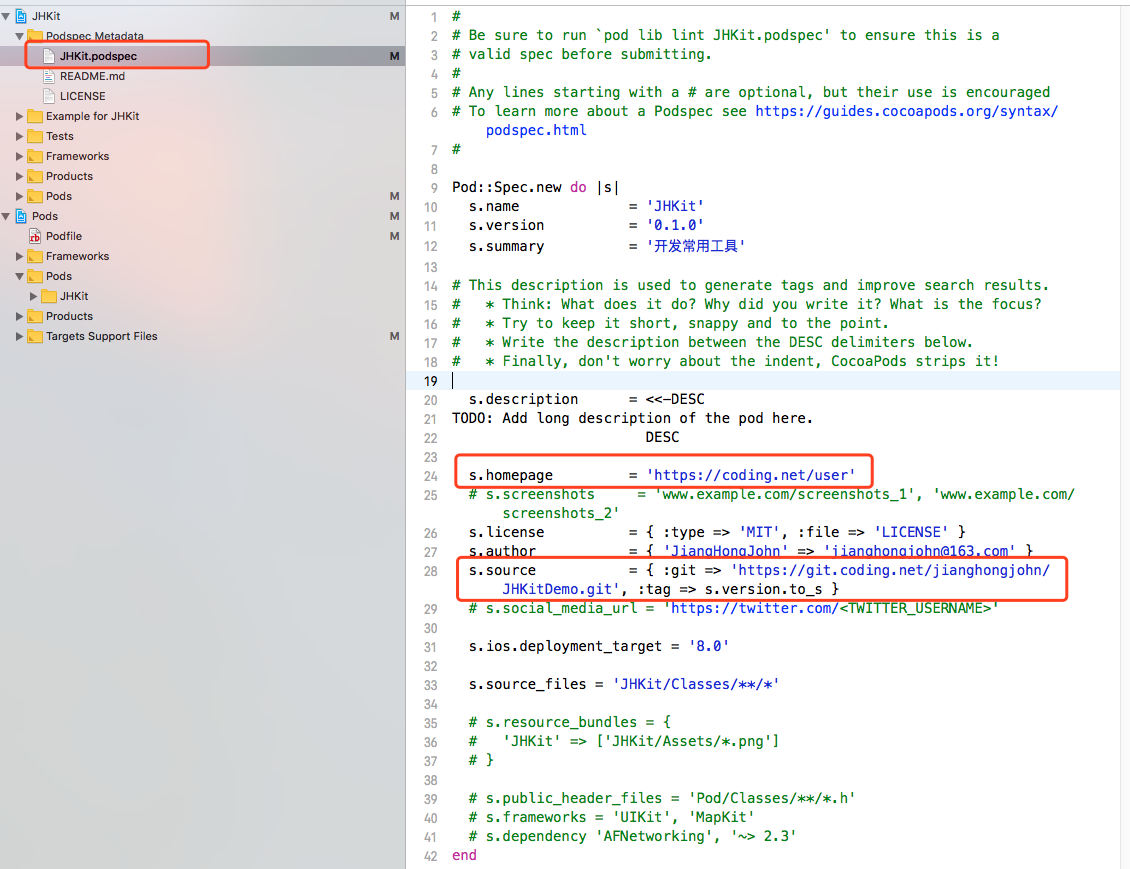 JHKit M
Podspec Metadata
JHKit.podspec M
README.md
LICENSE
Example for JHKit
Tests
Frameworks
Products
Pods M
Pods M
Podfile M
Frameworks
Pods
JHKit
Products
Targets Support Files M
1 #
2 # Be sure to run `pod lib lint JHKit.podspec' to ensure this is a
3 # valid spec before submitting.
4 #
5 # Any lines starting with a # are optional, but their use is encouraged
6 # To learn more about a Podspec see https://guides.cocoapods.org/syntax/
podspec.html
7 #
8
9 Pod::Spec.new do |s|
10 s.name = 'JHKit'
11 s.version = '0.1.0'
12 s.summary = '开发常用工具'
13
14 # This description is used to generate tags and improve search results.
15 # * Think: What does it do? Why did you write it? What is the focus?
16 # * Try to keep it short, snappy and to the point.
17 # * Write the description between the DESC delimiters below.
18 # * Finally, don't worry about the indent, CocoaPods strips it!
19
20 s.description = <<-DESC
21 TODO: Add long description of the pod here.
22 DESC
23
24 s.homepage = 'https://coding.net/user'
25 # s.screenshots = 'www.example.com/screenshots_1', 'www.example.com/
screenshots_2'
26 s.license = { :type => 'MIT', :file => 'LICENSE' }
27 s.author = { 'JiangHongJohn' => 'jianghongjohn@163.com' }
28 s.source = { :git => 'https://git.coding.net/jianghongjohn/
JHKitDemo.git', :tag => s.version.to_s }
29 # s.social_media_url = 'https://twitter.com/<TWITTER_USERNAME>'
30
31 s.ios.deployment_target = '8.0'
32
33 s.source_files = 'JHKit/Classes/**/*'
34
35 # s.resource_bundles = {
36 # 'JHKit' => ['JHKit/Assets/*.png']
37 # }
38
39 # s.public_header_files = 'Pod/Classes/**/*.h'
40 # s.frameworks = 'UIKit', 'MapKit'
41 # s.dependency 'AFNetworking', '~> 2.3'
42 end